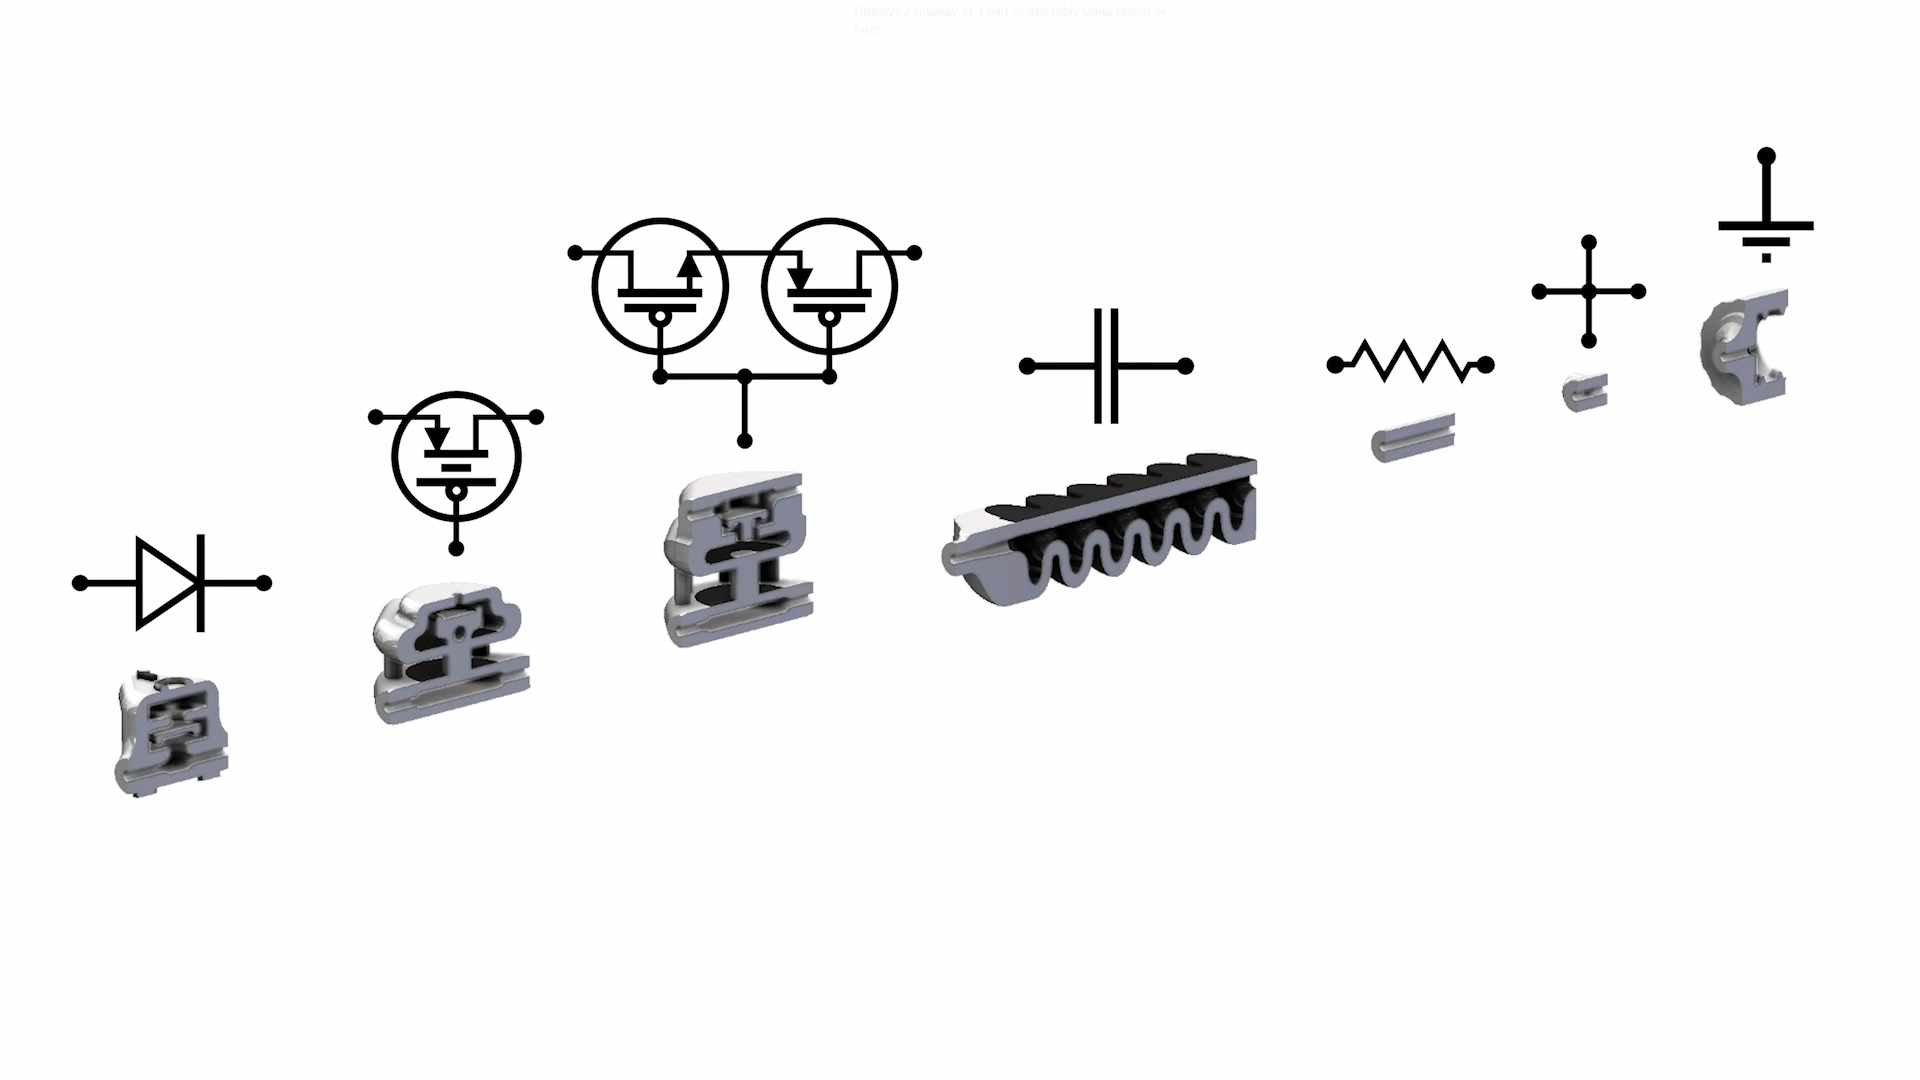 Displays a cutaway of a part or assembly using planes or
faces.